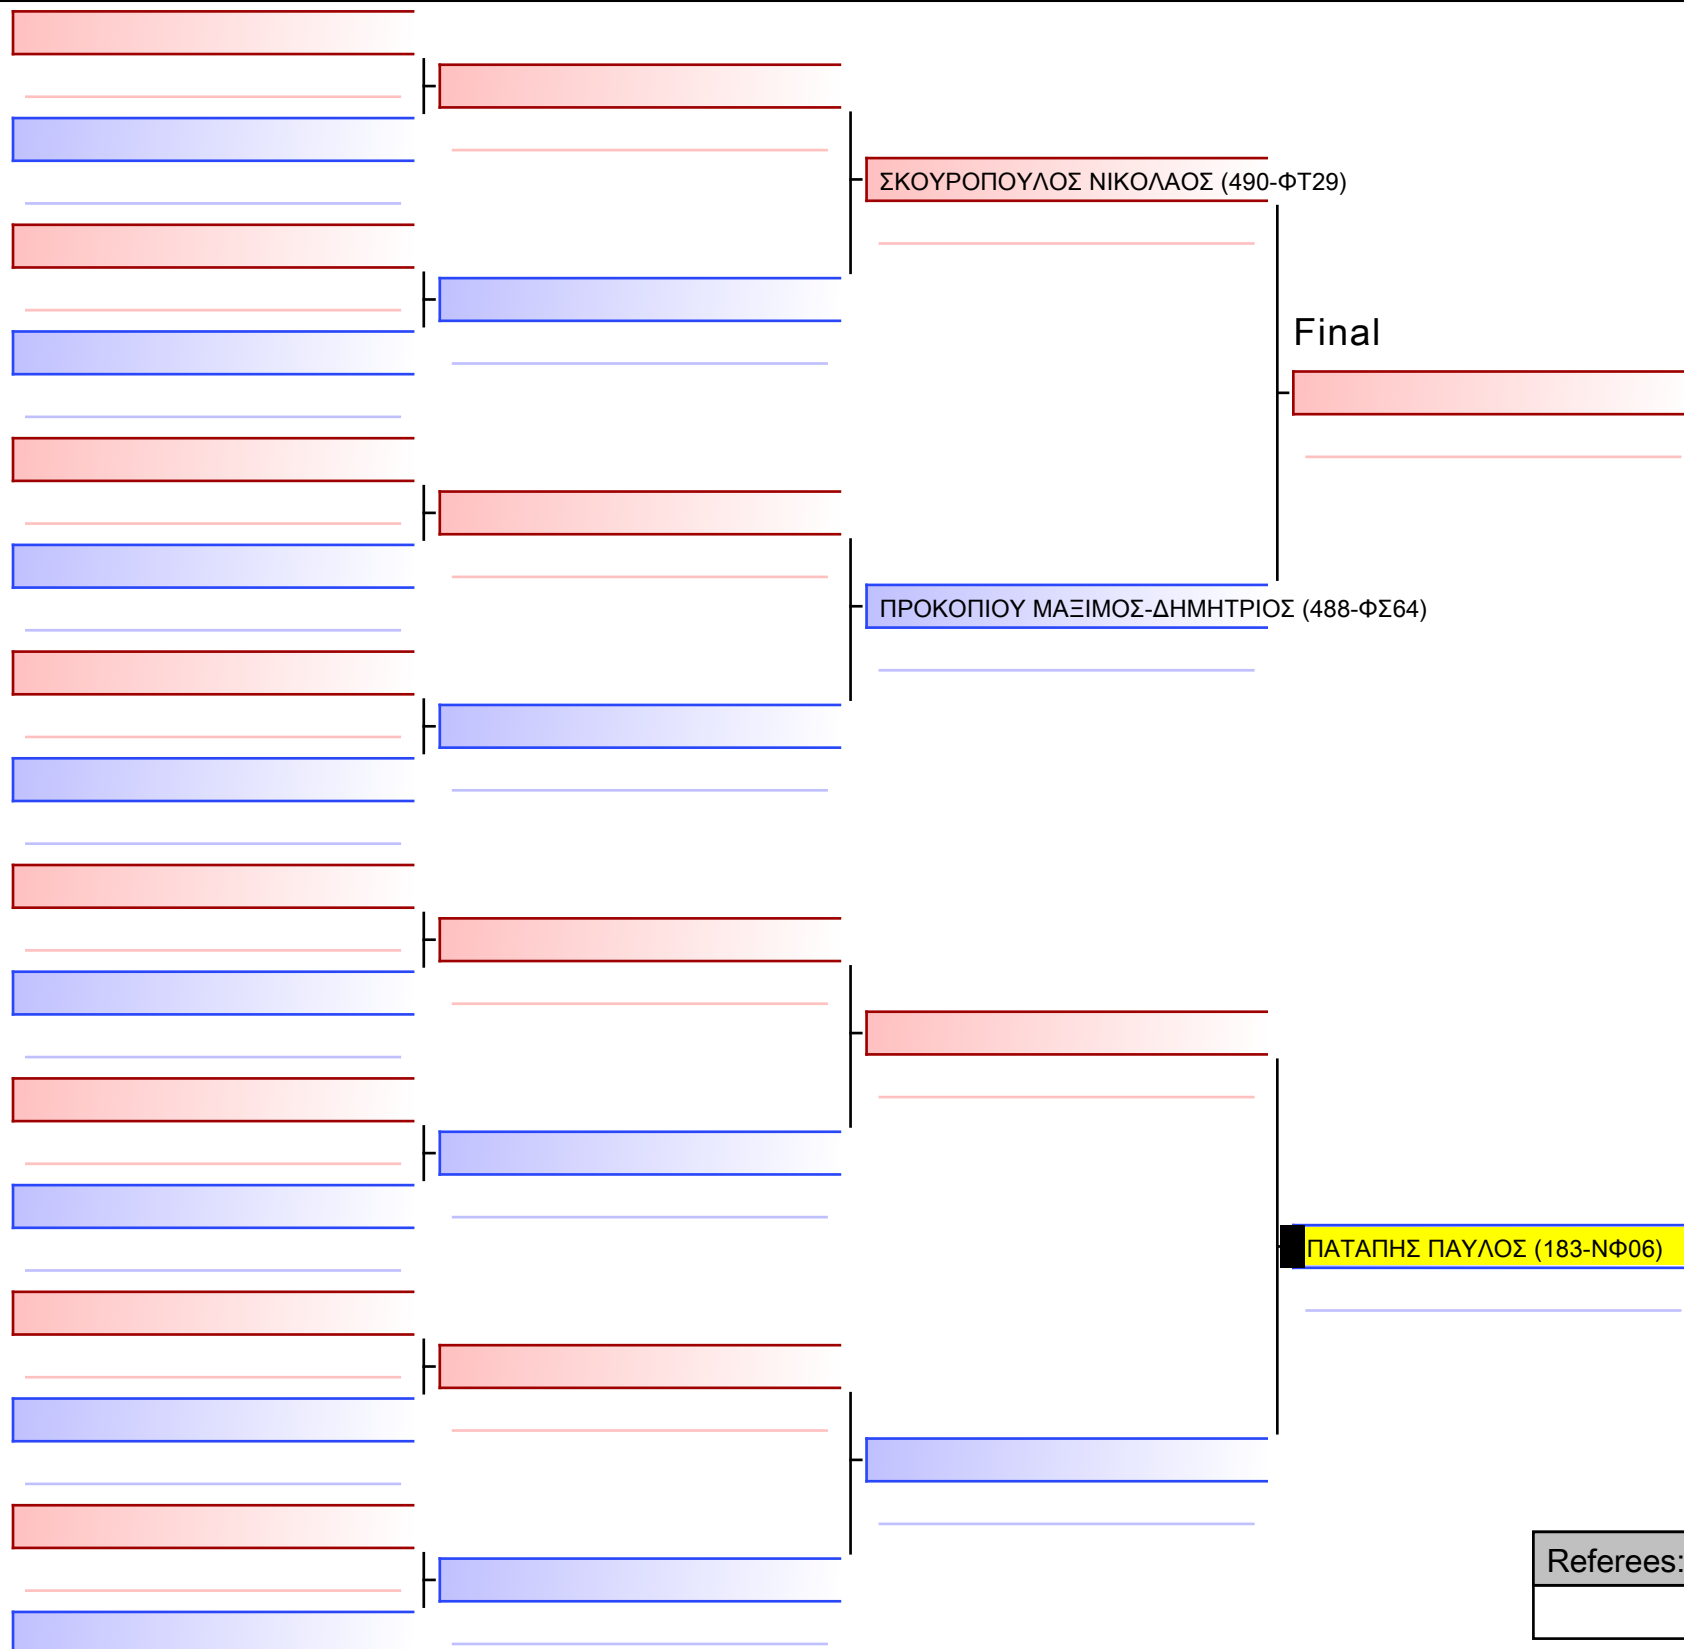 ΣΚΟΥΡΟΠΟΥΛΟΣ ΝΙΚΟΛΑΟΣ (490-ΦΤ29)
Final
ΠΡΟΚΟΠΙΟΥ ΜΑΞΙΜΟΣ-ΔΗΜΗΤΡΙΟΣ (488-ΦΣ64)
ΠΑΤΑΠΗΣ ΠΑΥΛΟΣ (183-ΝΦ06)
Referees: